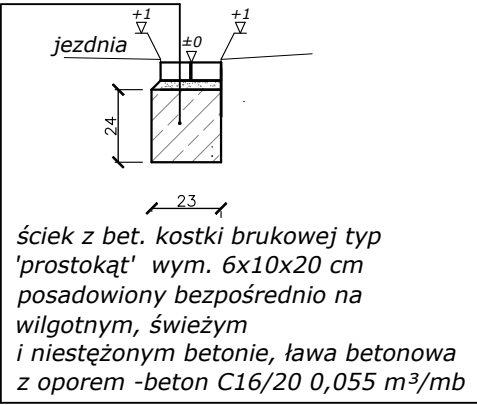 +1 +1
jezdnia ±0
24
23
ściek z bet. kostki brukowej typ
'prostokąt' wym. 6x10x20 cm
posadowiony bezpośrednio na
wilgotnym, świeżym
i niestężonym betonie, ława betonowa
z oporem -beton C16/20 0,055 m³/mb